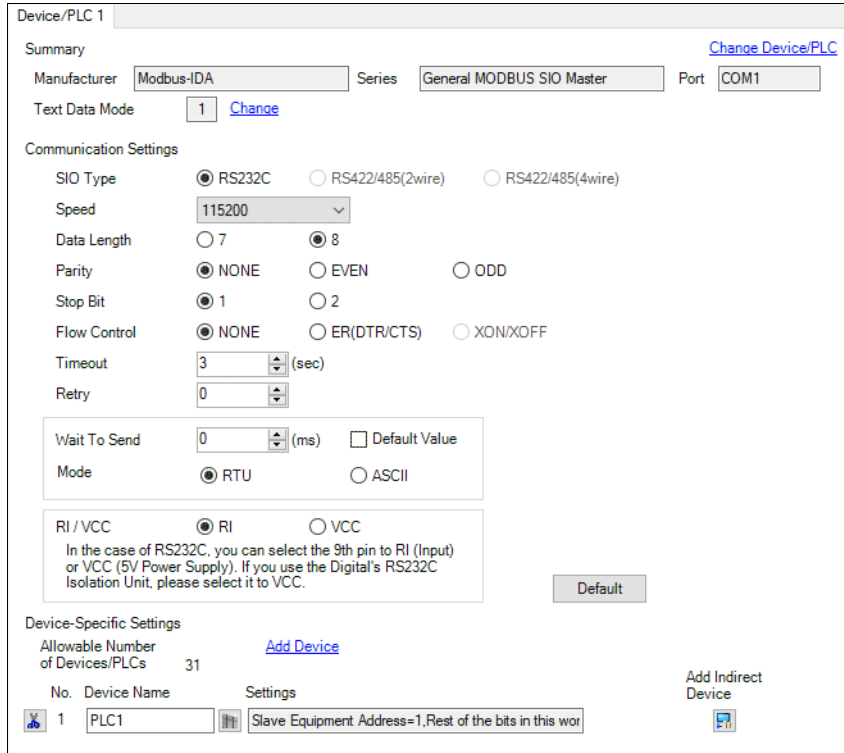 Device/PLC 1
Summary Change Device/PLC
Manufacturer Modbus-IDA Series General MODBUS SIO Master Port COM1
Text Data Mode 1 Change
Communication Settings
SIO Type RS232C RS422/485(2wire) RS422/485(4wire)
Speed 115200
Data Length 7 8
Parity NONE EVEN ODD
Stop Bit 1 2
Flow Control NONE ER(DTR/CTS) XON/XOFF
Timeout 3 (sec)
Retry 0
Wait To Send 0 (ms) Default Value
Mode RTU ASCII
RI / VCC RI VCC
In the case of RS232C, you can select the 9th pin to RI (Input)
or VCC (5V Power Supply). If you use the Digital's RS232C
Isolation Unit, please select it to VCC.
Default
Device-Specific Settings
Allowable Number Add Device
of Devices/PLCs 31
Add Indirect
No. Device Name Settings Device
1 PLC1 Slave Equipment Address=1,Rest of the bits in this wor